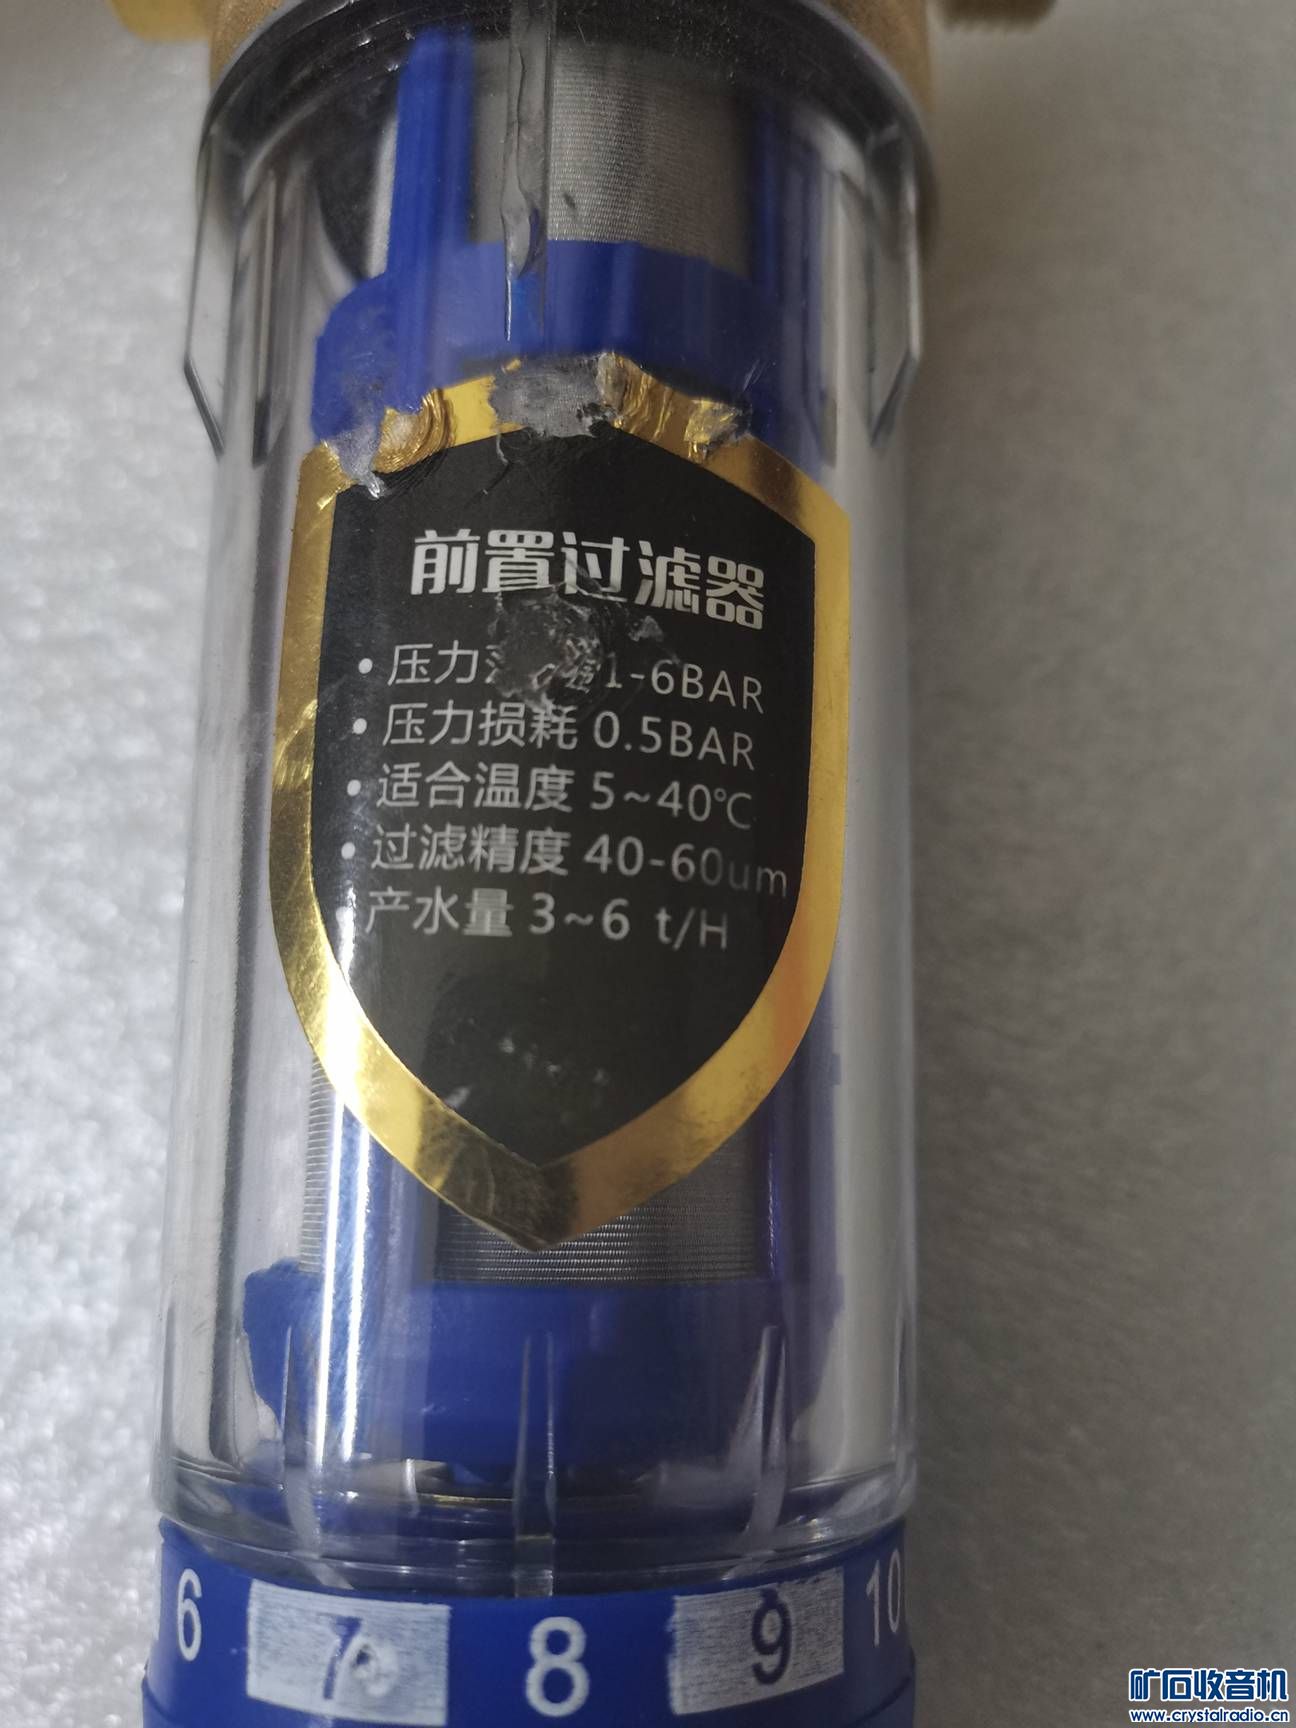 前置过滤器
• 压力 1-6BAR
• 压力损耗 0.5BAR
• 适合温度 5~40℃
• 过滤精度 40-60um
• 产水量 3~6 t/H
6 7 8 9 10
矿石收音机
www.crystalradio.cn